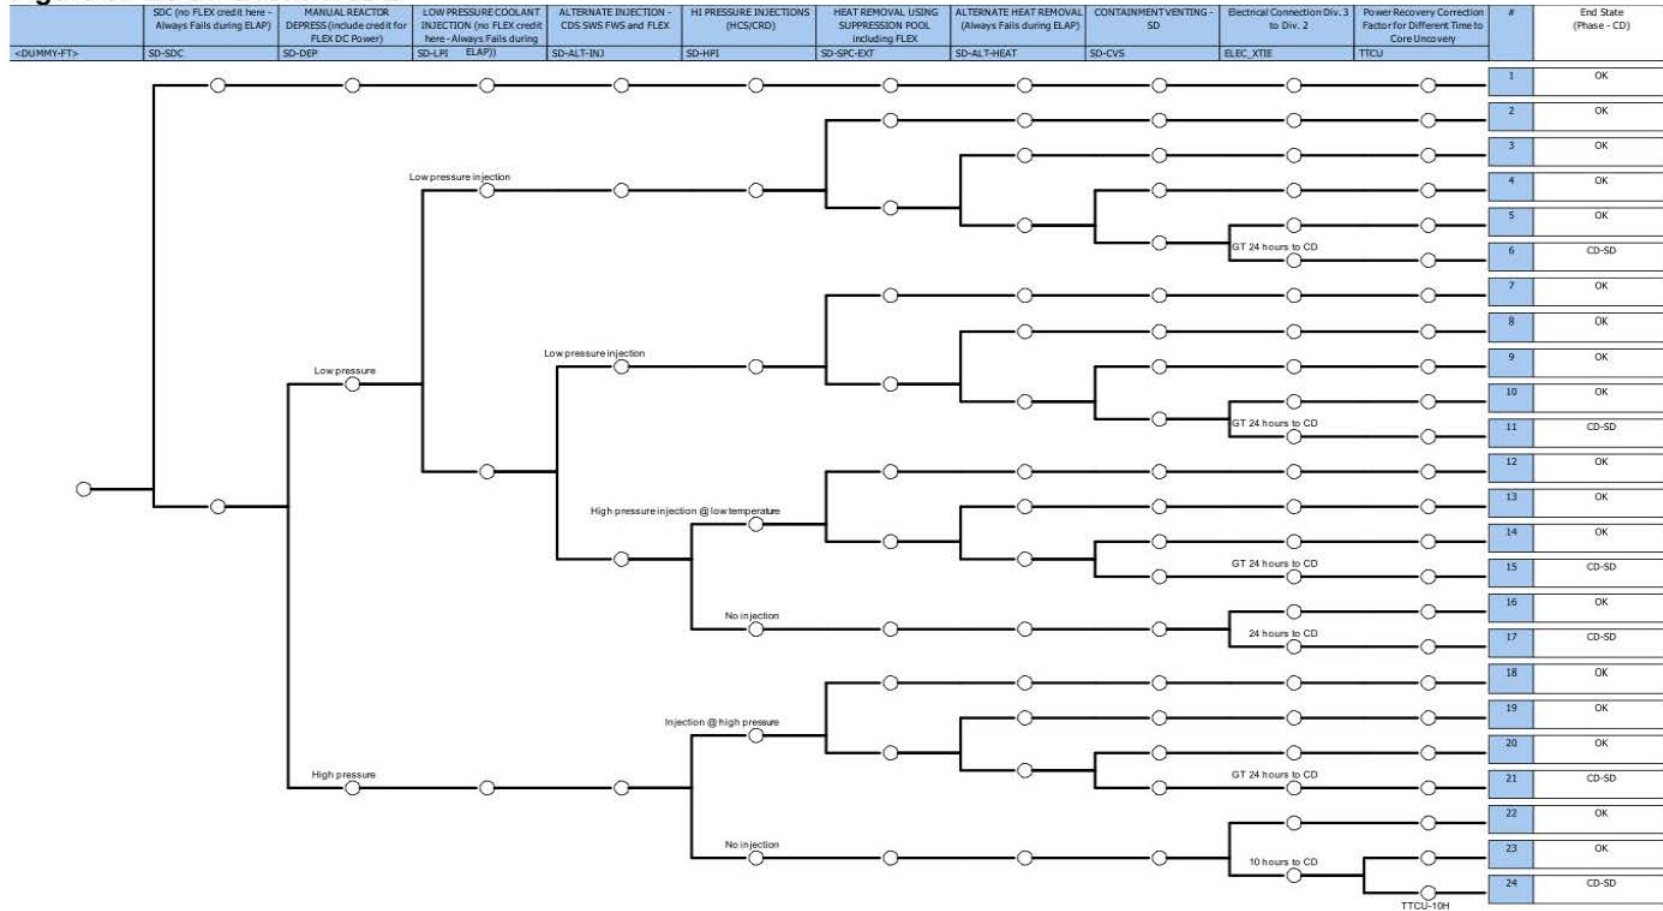 SDC (no FLEX credit here -
Always Fails during ELAP)
MANUAL REACTOR
DEPRESS (include credit for
FLEX DC Power)
LOW PRESSURE COOLANT
INJECTION (no FLEX credit
here - Always Fails during
ELAP))
ALTERNATE INJECTION -
CDS SWS FWS and FLEX
HI PRESSURE INJECTIONS
(HCS/CRD)
HEAT REMOVAL USING
SUPPRESSION POOL
including FLEX
ALTERNATE HEAT REMOVAL
(Always Fails during ELAP)
CONTAINMENT VENTING -
SD
Electrical Connection Div. 3
to Div. 2
Power Recovery Correction
Factor for Different Time to
Core Uncovery
#
End State
(Phase - CD)
<DUMMY-FT>
SD-SDC
SD-DEP
SD-LPI
SD-ALT-INJ
SD-HPI
SD-SPC-EXT
SD-ALT-HEAT
SD-CVS
ELEC_XTIE
TTCU
1 OK
2 OK
3 OK
Low pressure injection
4 OK
5 OK
GT 24 hours to CD
6 CD-SD
7 OK
8 OK
Low pressure injection
9 OK
Low pressure
10 OK
GT 24 hours to CD
11 CD-SD
12 OK
13 OK
High pressure injection @ low temperature
14 OK
GT 24 hours to CD
15 CD-SD
16 OK
No injection
24 hours to CD
17 CD-SD
18 OK
19 OK
Injection @ high pressure
20 OK
High pressure
GT 24 hours to CD
21 CD-SD
22 OK
No injection
23 OK
10 hours to CD
24 CD-SD
TTCU-10H